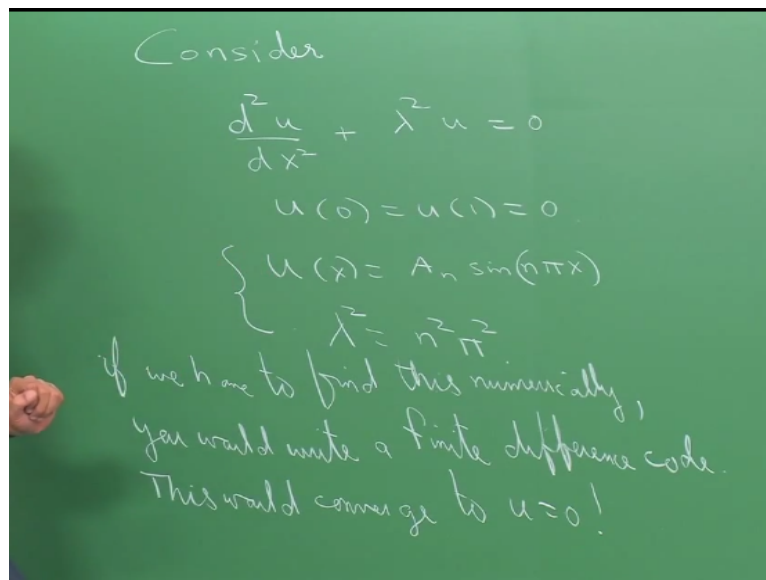 Consider
d²u/dx² + λ²u = 0
u(0) = u(1) = 0
{ u(x) = Aₙ sin(nπx)
λ² = n²π²
if we have to find this numerically,
you would write a finite difference code.
This would converge to u=0!